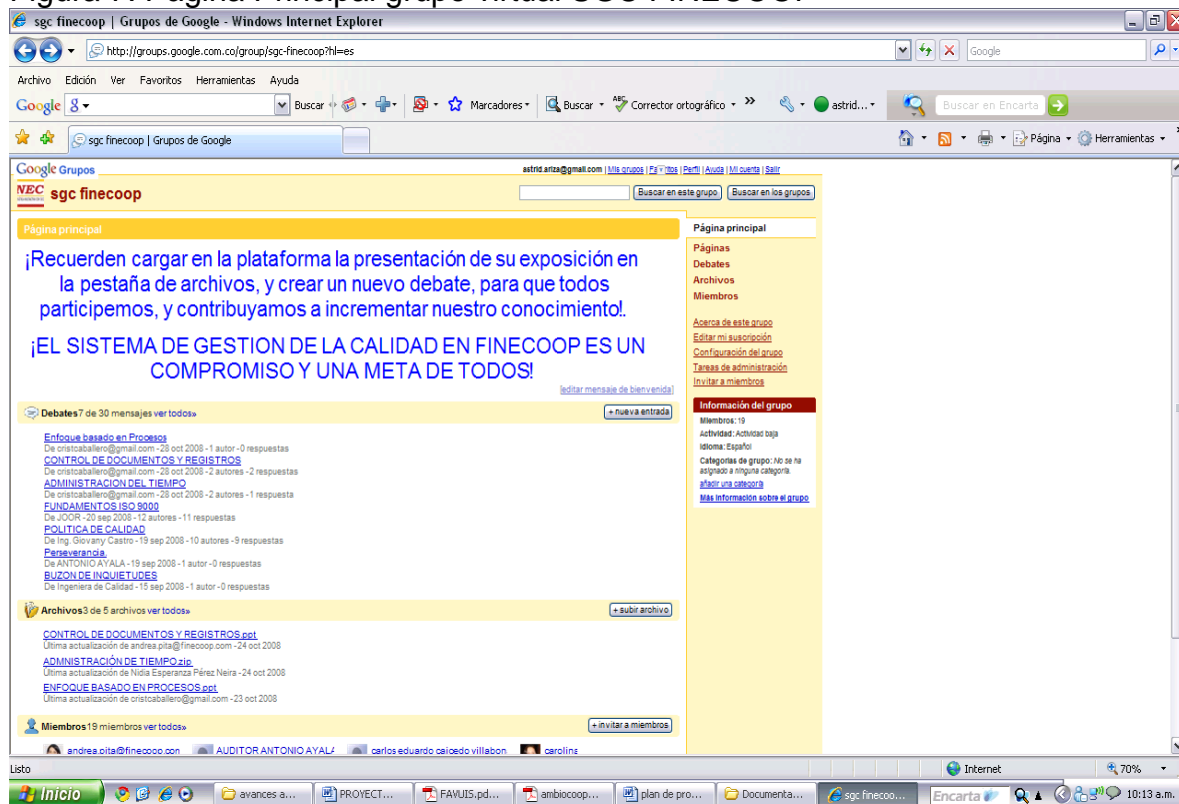 sgc finecoop | Grupos de Google - Windows Internet Explorer
http://groups.google.com.co/group/sgc-finecoop?hl=es
Google
Archivo Edición Ver Favoritos Herramientas Ayuda
Google Buscar Marcadores Buscar Corrector ortográfico astrid... Buscar en Encarta
sgc finecoop | Grupos de Google Página Herramientas
Google Grupos astrid.ariza@gmail.com | Mis grupos | | Perfil | Ayuda | Mi cuenta | Salir
NEC sgc finecoop Buscar en este grupo Buscar en los grupos
Página principal
¡Recuerden cargar en la plataforma la presentación de su exposición en
la pestaña de archivos, y crear un nuevo debate, para que todos
participemos, y contribuyamos a incrementar nuestro conocimiento!.
¡EL SISTEMA DE GESTION DE LA CALIDAD EN FINECOOP ES UN
COMPROMISO Y UNA META DE TODOS!
[editar mensaje de bienvenida]
Debates 7 de 30 mensajes ver todos» + nueva entrada
Enfoque basado en Procesos
De cristcaballero@gmail.com - 28 oct 2008 - 1 autor - 0 respuestas
CONTROL DE DOCUMENTOS Y REGISTROS
De cristcaballero@gmail.com - 28 oct 2008 - 2 autores - 2 respuestas
ADMINISTRACION DEL TIEMPO
De cristcaballero@gmail.com - 28 oct 2008 - 2 autores - 1 respuesta
FUNDAMENTOS ISO 9000
De JOOR - 20 sep 2008 - 12 autores - 11 respuestas
POLITICA DE CALIDAD
De Ing. Giovany Castro - 19 sep 2008 - 10 autores - 9 respuestas
Perseverancia.
De ANTONIO AYALA - 19 sep 2008 - 1 autor - 0 respuestas
BUZON DE INQUIETUDES
De Ingeniera de Calidad - 15 sep 2008 - 1 autor - 0 respuestas
Archivos 3 de 5 archivos ver todos» + subir archivo
CONTROL DE DOCUMENTOS Y REGISTROS.ppt
Última actualización de andrea.pita@finecoop.com - 24 oct 2008
ADMNISTRACIÓN DE TIEMPO.zip
Última actualización de Nidia Esperanza Pérez Neira - 24 oct 2008
ENFOQUE BASADO EN PROCESOS.ppt
Última actualización de cristcaballero@gmail.com - 23 oct 2008
Miembros 19 miembros ver todos» + invitar a miembros
andrea.pita@finecoop.con AUDITOR ANTONIO AYALA carlos eduardo caicedo villabon carolina
Página principal
Páginas
Debates
Archivos
Miembros
Acerca de este grupo
Editar mi suscripción
Configuración del grupo
Tareas de administración
Invitar a miembros
Información del grupo
Miembros: 19
Actividad: Actividad baja
Idioma: Español
Categorías de grupo: No se ha
asignado a ninguna categoría.
añadir una categoría
Más información sobre el grupo
Listo Internet 70%
Inicio avances a... PROYECT... FAVUIS.pd... ambiocoop... plan de pro... Documenta... sgc finecoo... Encarta 10:13 a.m.